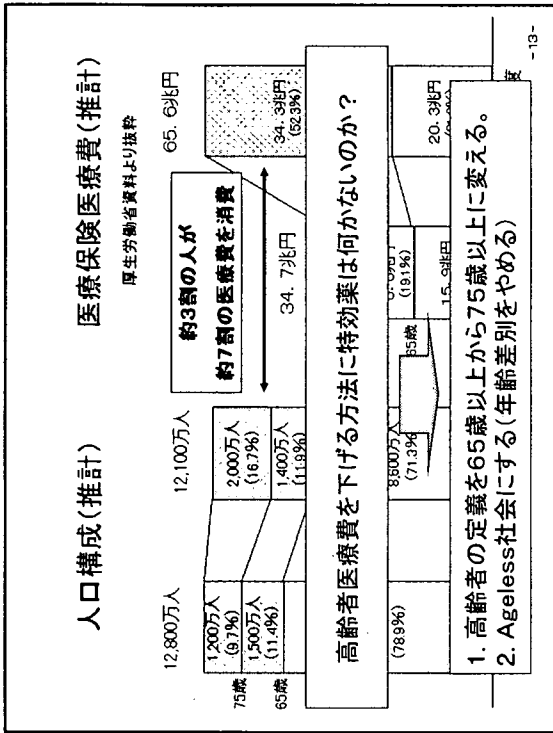 人口構成(推計)
医療保険医療費(推計)
厚生労働省資料より抜粋
12,800万人
12,100万人
65.6兆円
約3割の人が
約7割の医療費を消費
34.7兆円
75歳
65歳
1,200万人
(9.7%)
1,500万人
(11.4%)
(78.9%)
2,000万人
(16.7%)
1,400万人
(11.9%)
8,600万人
(71.3%)
34.3兆円
(52.3%)
高齢者医療費を下げる方法に特効薬は何かないのか？
(19.1%)
65歳
15.9兆円
20.3兆円
1. 高齢者の定義を65歳以上から75歳以上に変える。
2. Ageless社会にする(年齢差別をやめる)
度
-13-